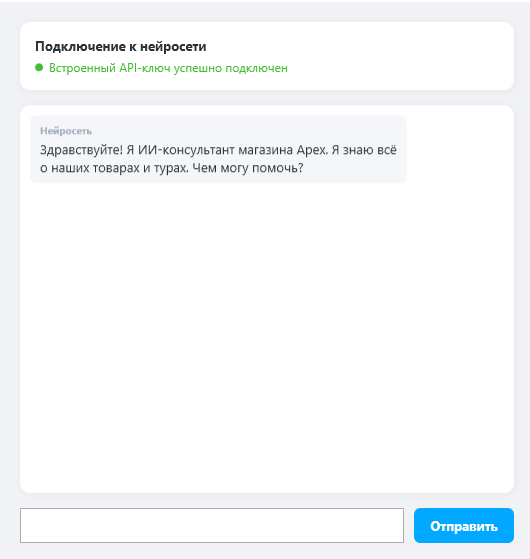 Подключение к нейросети
Встроенный API-ключ успешно подключен
Нейросеть
Здравствуйте! Я ИИ-консультант магазина Apex. Я знаю всё
о наших товарах и турах. Чем могу помочь?
Отправить